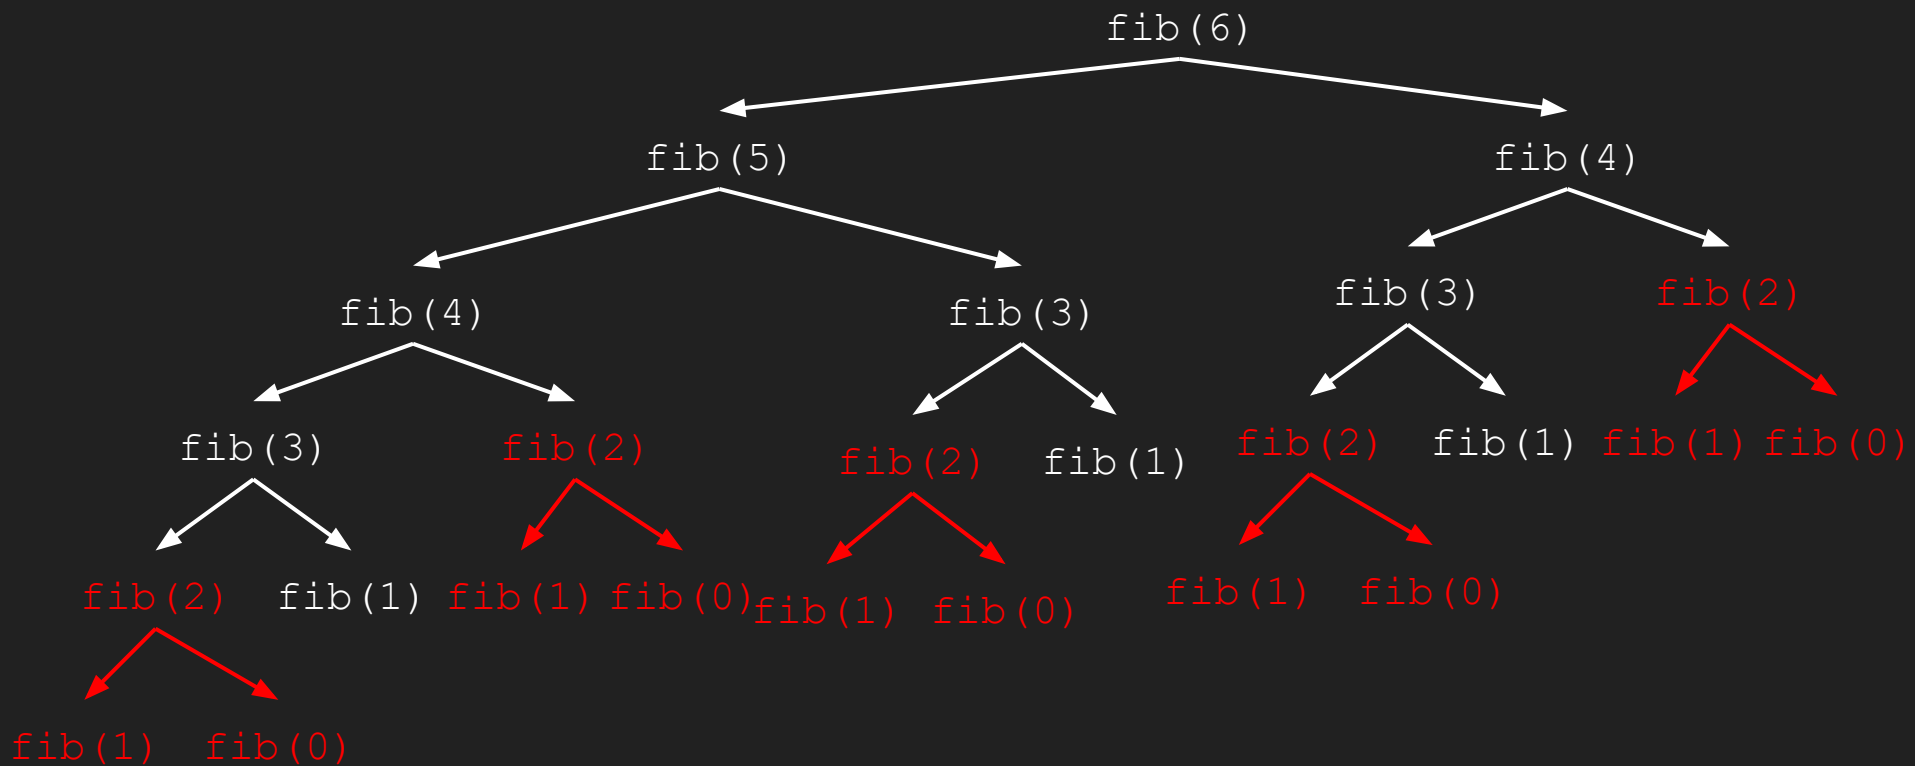 fib(6)
fib(5) fib(4)
fib(4) fib(3) fib(3) fib(2)
fib(3) fib(2) fib(2) fib(1) fib(2) fib(1) fib(1) fib(0)
fib(2) fib(1) fib(1) fib(0) fib(1) fib(0) fib(1) fib(0)
fib(1) fib(0)